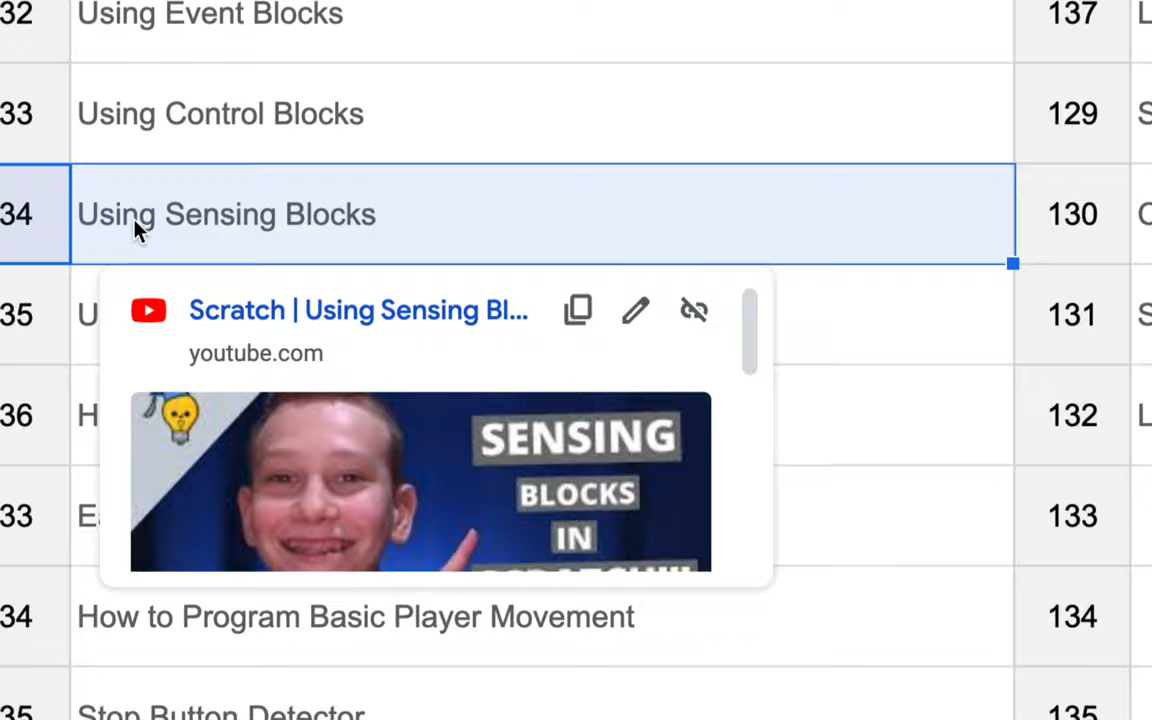 32 Using Event Blocks 137 L
33 Using Control Blocks 129 S
34 Using Sensing Blocks 130 C
35 U 131 S
Scratch | Using Sensing Bl...
youtube.com
36 H 132 L
SENSING
BLOCKS
IN
33 Ea 133
34 How to Program Basic Player Movement 134
35 Stop Button Detector 135